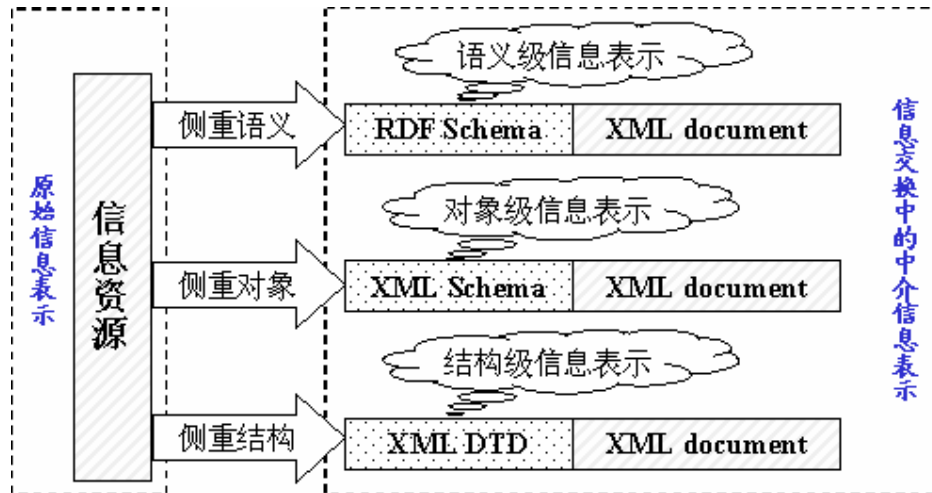 原始信息表示
信息资源
侧重语义
语义级信息表示
RDF Schema
XML document
侧重对象
对象级信息表示
XML Schema
XML document
侧重结构
结构级信息表示
XML DTD
XML document
信息交换中的中介信息表示